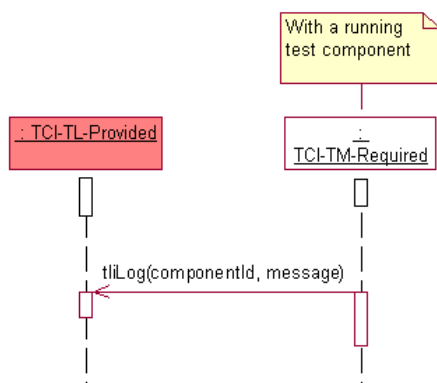 With a running
test component
: TCI-TL-Provided
:
TCI-TM-Required
tliLog(componentId, message)